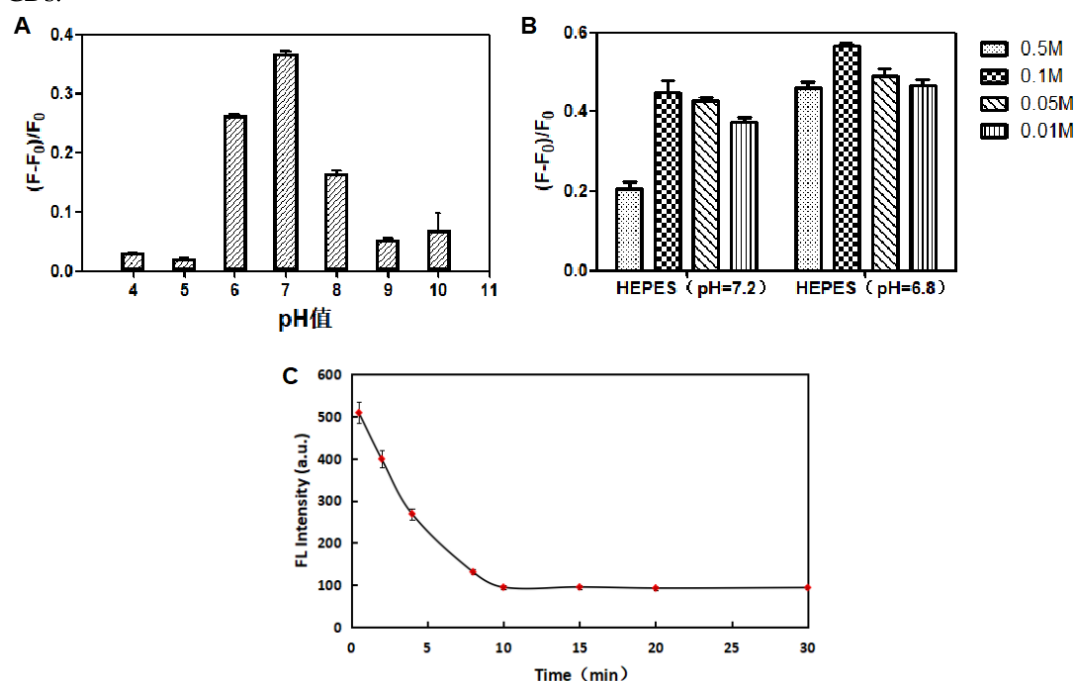 CDs.
A
0.4
0.3
0.2
0.1
0.0
(F-F₀)/F₀
4 5 6 7 8 9 10 11
pH值
B
0.6
0.4
0.2
0.0
(F-F₀)/F₀
HEPES（pH=7.2） HEPES（pH=6.8）
0.5M
0.1M
0.05M
0.01M
C
600
500
400
300
200
100
0
FL Intensity (a.u.)
0 5 10 15 20 25 30
Time（min）